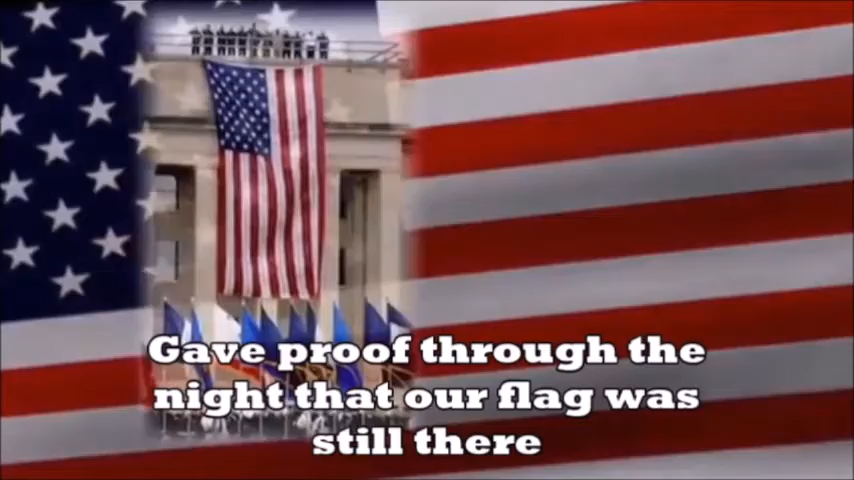 Gave proof through the
night that our flag was
still there